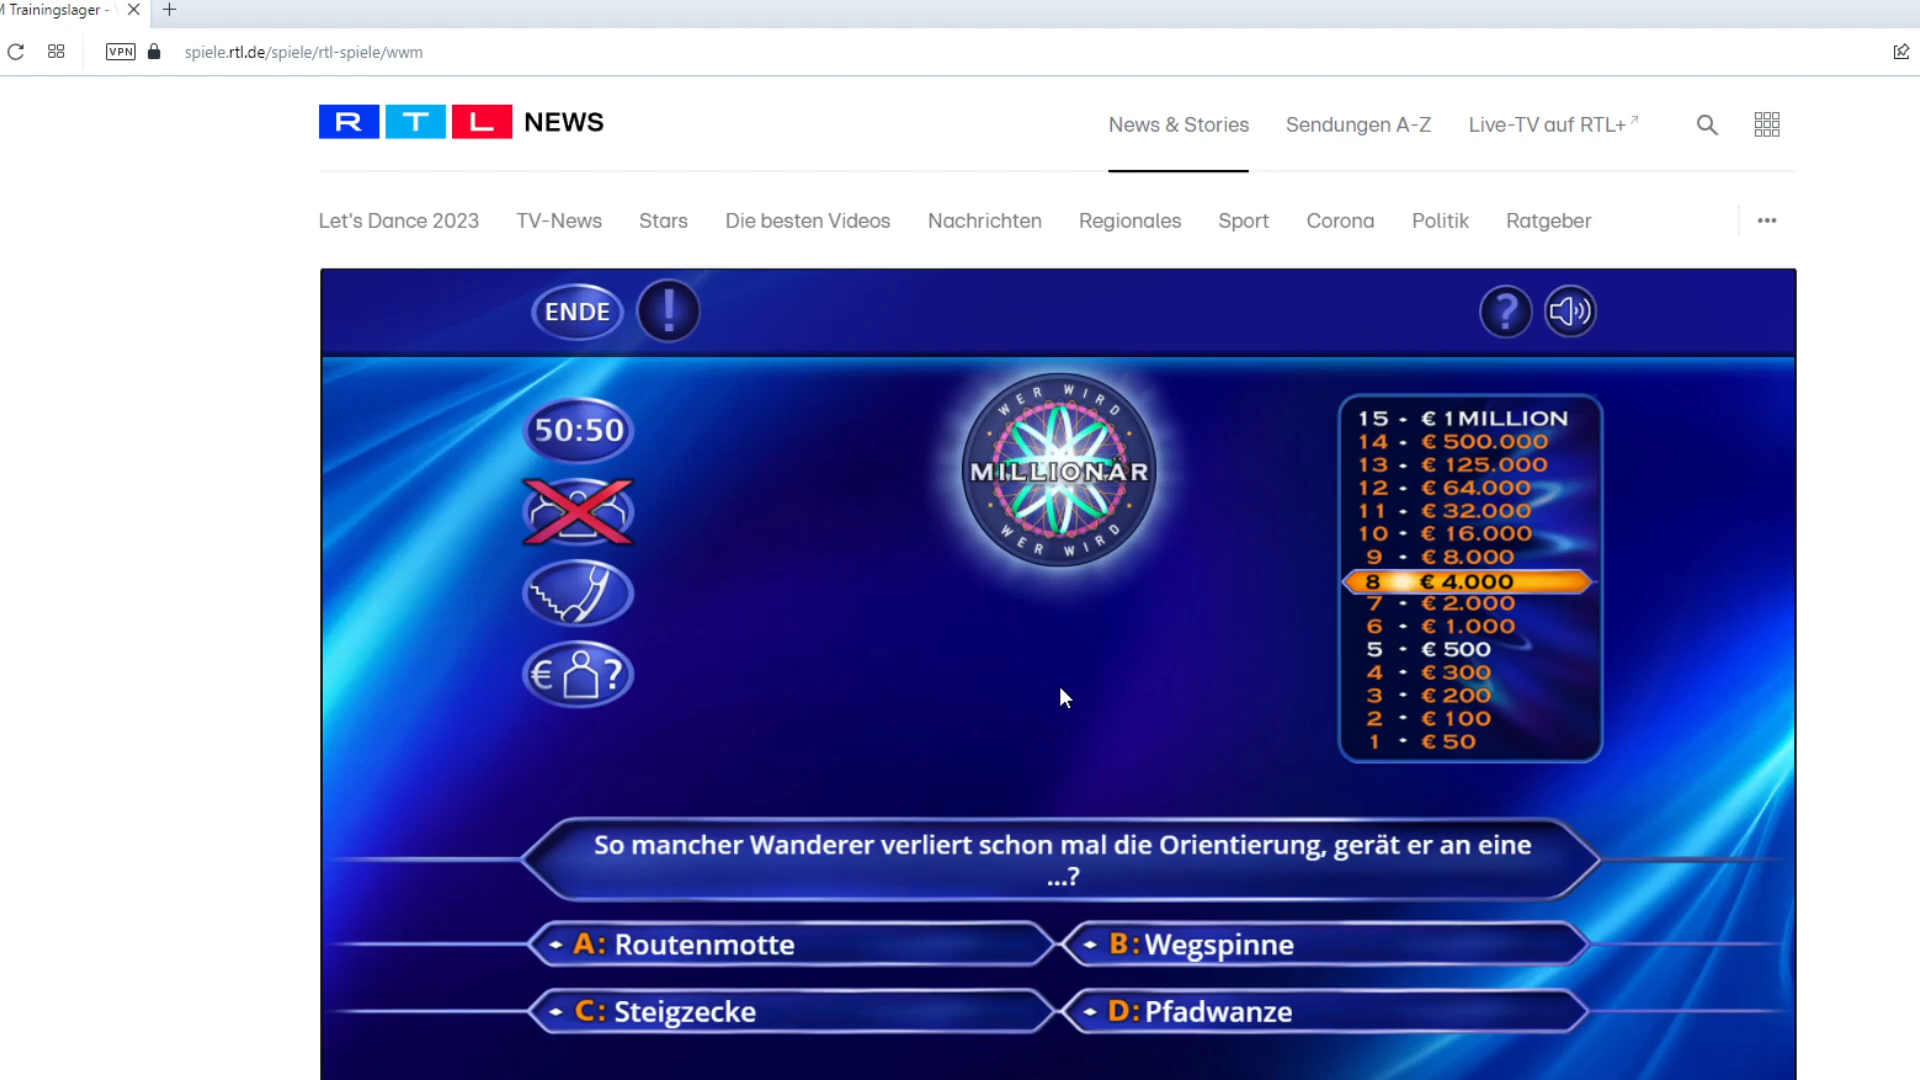 M Trainingslager -
VPN
spiele.rtl.de/spiele/rtl-spiele/wwm
RTL NEWS
News & Stories
Sendungen A-Z
Live-TV auf RTL+
Let's Dance 2023
TV-News
Stars
Die besten Videos
Nachrichten
Regionales
Sport
Corona
Politik
Ratgeber
ENDE
!
?
50:50
€ ?
WER WIRD
MILLIONÄR
WER WIRD
15 · € 1 MILLION
14 · € 500.000
13 · € 125.000
12 · € 64.000
11 · € 32.000
10 · € 16.000
9 · € 8.000
8 € 4.000
7 · € 2.000
6 · € 1.000
5 · € 500
4 · € 300
3 · € 200
2 · € 100
1 · € 50
So mancher Wanderer verliert schon mal die Orientierung, gerät er an eine
...?
A: Routenmotte
B: Wegspinne
C: Steigzecke
D: Pfadwanze